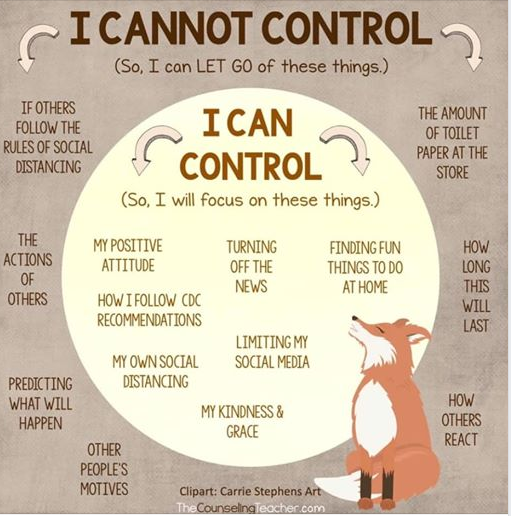 I CANNOT CONTROL
(So, I can LET GO of these things.)
IF OTHERS
FOLLOW THE
RULES OF SOCIAL
DISTANCING
THE AMOUNT
OF TOILET
PAPER AT THE
STORE
I CAN
CONTROL
(So, I will focus on these things.)
THE
ACTIONS
OF
OTHERS
MY POSITIVE
ATTITUDE
TURNING
OFF THE
NEWS
FINDING FUN
THINGS TO DO
AT HOME
HOW
LONG
THIS
WILL
LAST
HOW I FOLLOW CDC
RECOMMENDATIONS
LIMITING MY
SOCIAL MEDIA
MY OWN SOCIAL
DISTANCING
PREDICTING
WHAT WILL
HAPPEN
MY KINDNESS &
GRACE
HOW
OTHERS
REACT
OTHER
PEOPLE'S
MOTIVES
Clipart: Carrie Stephens Art
TheCounselingTeacher.com